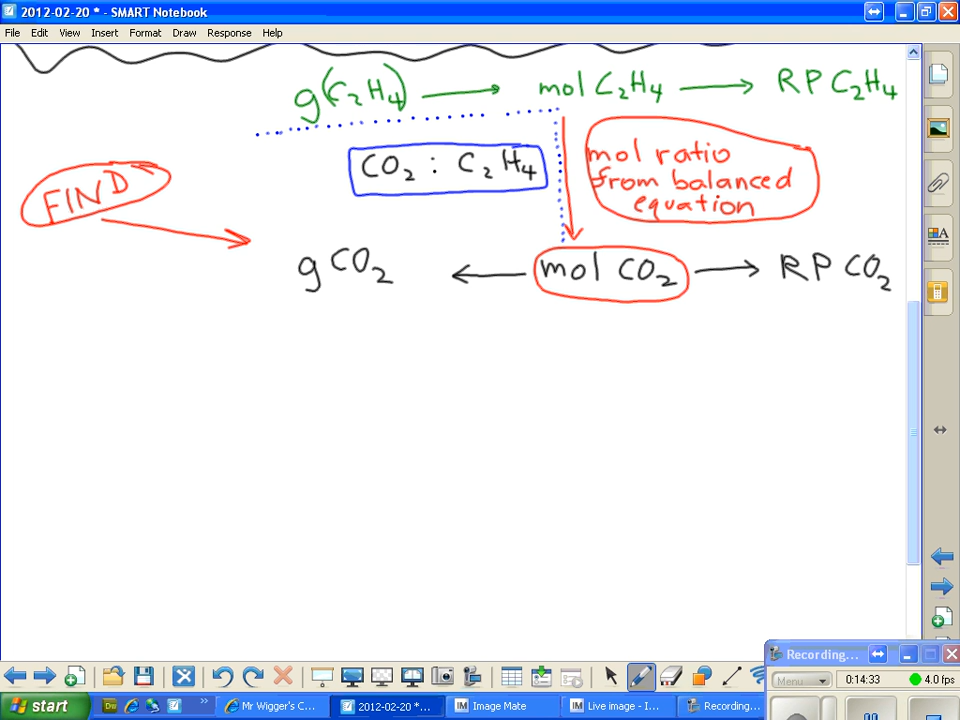 2012-02-20 * - SMART Notebook
File Edit View Insert Format Draw Response Help
g(C₂H₄) → mol C₂H₄ → RP C₂H₄
CO₂ : C₂H₄
mol ratio
from balanced
equation
FIND
g CO₂ ← mol CO₂ → RP CO₂
Recording...
Menu
0:14:33
4.0 fps
start
Mr Wigger's C...
2012-02-20 *...
Image Mate
Live image - I...
Recording...